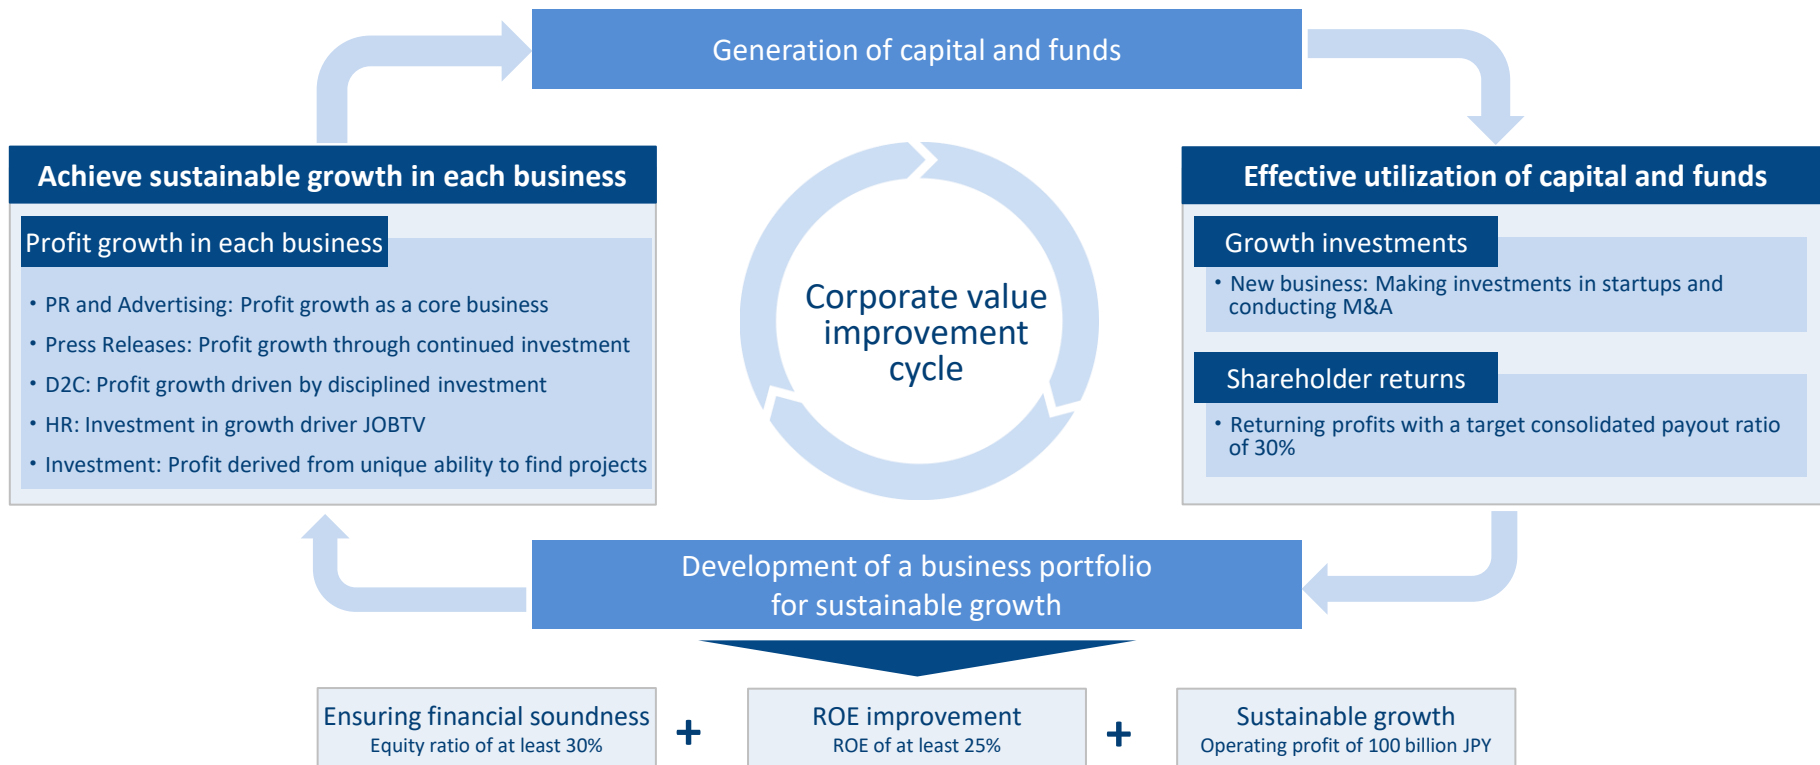 Generation of capital and funds
Achieve sustainable growth in each business
Profit growth in each business
• PR and Advertising: Profit growth as a core business
• Press Releases: Profit growth through continued investment
• D2C: Profit growth driven by disciplined investment
• HR: Investment in growth driver JOBTV
• Investment: Profit derived from unique ability to find projects
Corporate value
improvement
cycle
Effective utilization of capital and funds
Growth investments
• New business: Making investments in startups and
conducting M&A
Shareholder returns
• Returning profits with a target consolidated payout ratio
of 30%
Development of a business portfolio
for sustainable growth
Ensuring financial soundness
Equity ratio of at least 30%
+
ROE improvement
ROE of at least 25%
+
Sustainable growth
Operating profit of 100 billion JPY